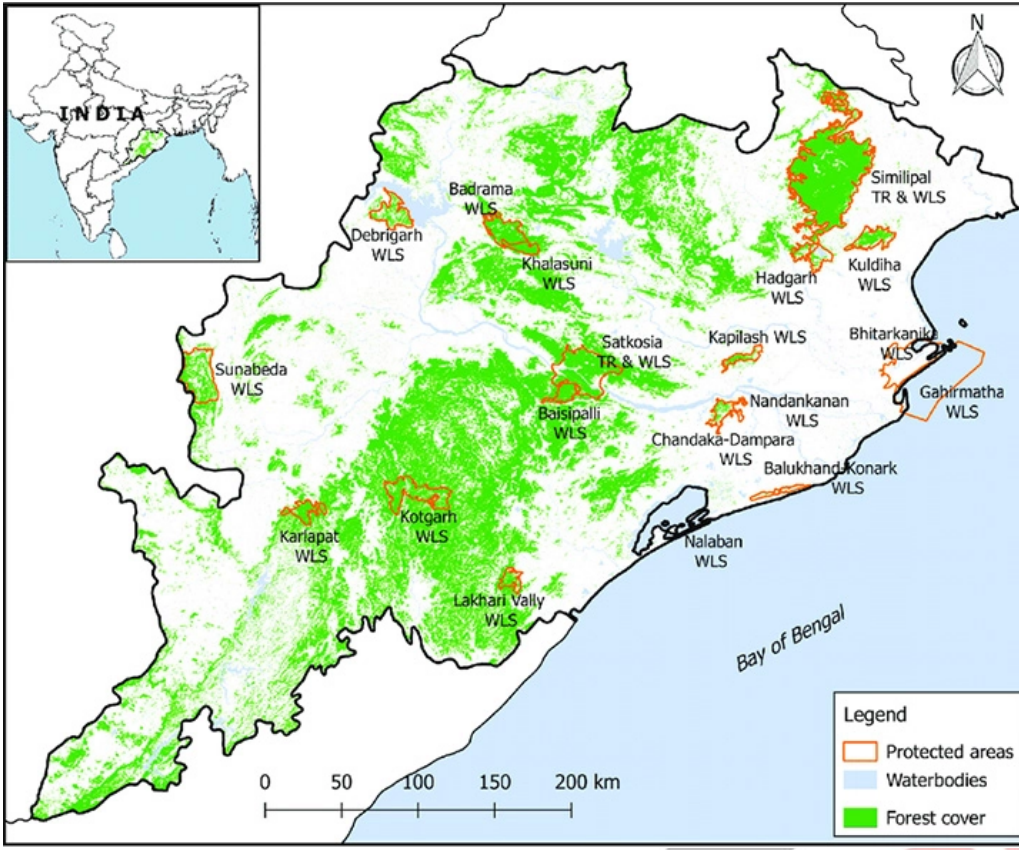 INDIA
N
Similipal
TR & WLS
Badrama
WLS
Debrigarh
WLS
Khalasuni
WLS
Hadgarh
WLS
Kuldiha
WLS
Satkosia
TR & WLS
Kapilash WLS
Bhitarkanika
WLS
Sunabeda
WLS
Baisipalli
WLS
Nandankanan
WLS
Gahirmatha
WLS
Chandaka-Dampara
WLS
Balukhand-Konark
WLS
Karlapat
WLS
Kotgarh
WLS
Nalaban
WLS
Lakhari Vally
WLS
Bay of Bengal
Legend
Protected areas
Waterbodies
Forest cover
0 50 100 150 200 km